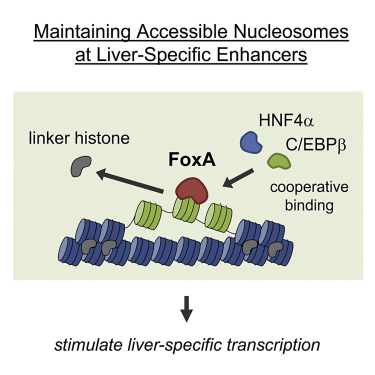 Maintaining Accessible Nucleosomes
at Liver-Specific Enhancers
HNF4α
C/EBPβ
linker histone
FoxA
cooperative
binding
stimulate liver-specific transcription